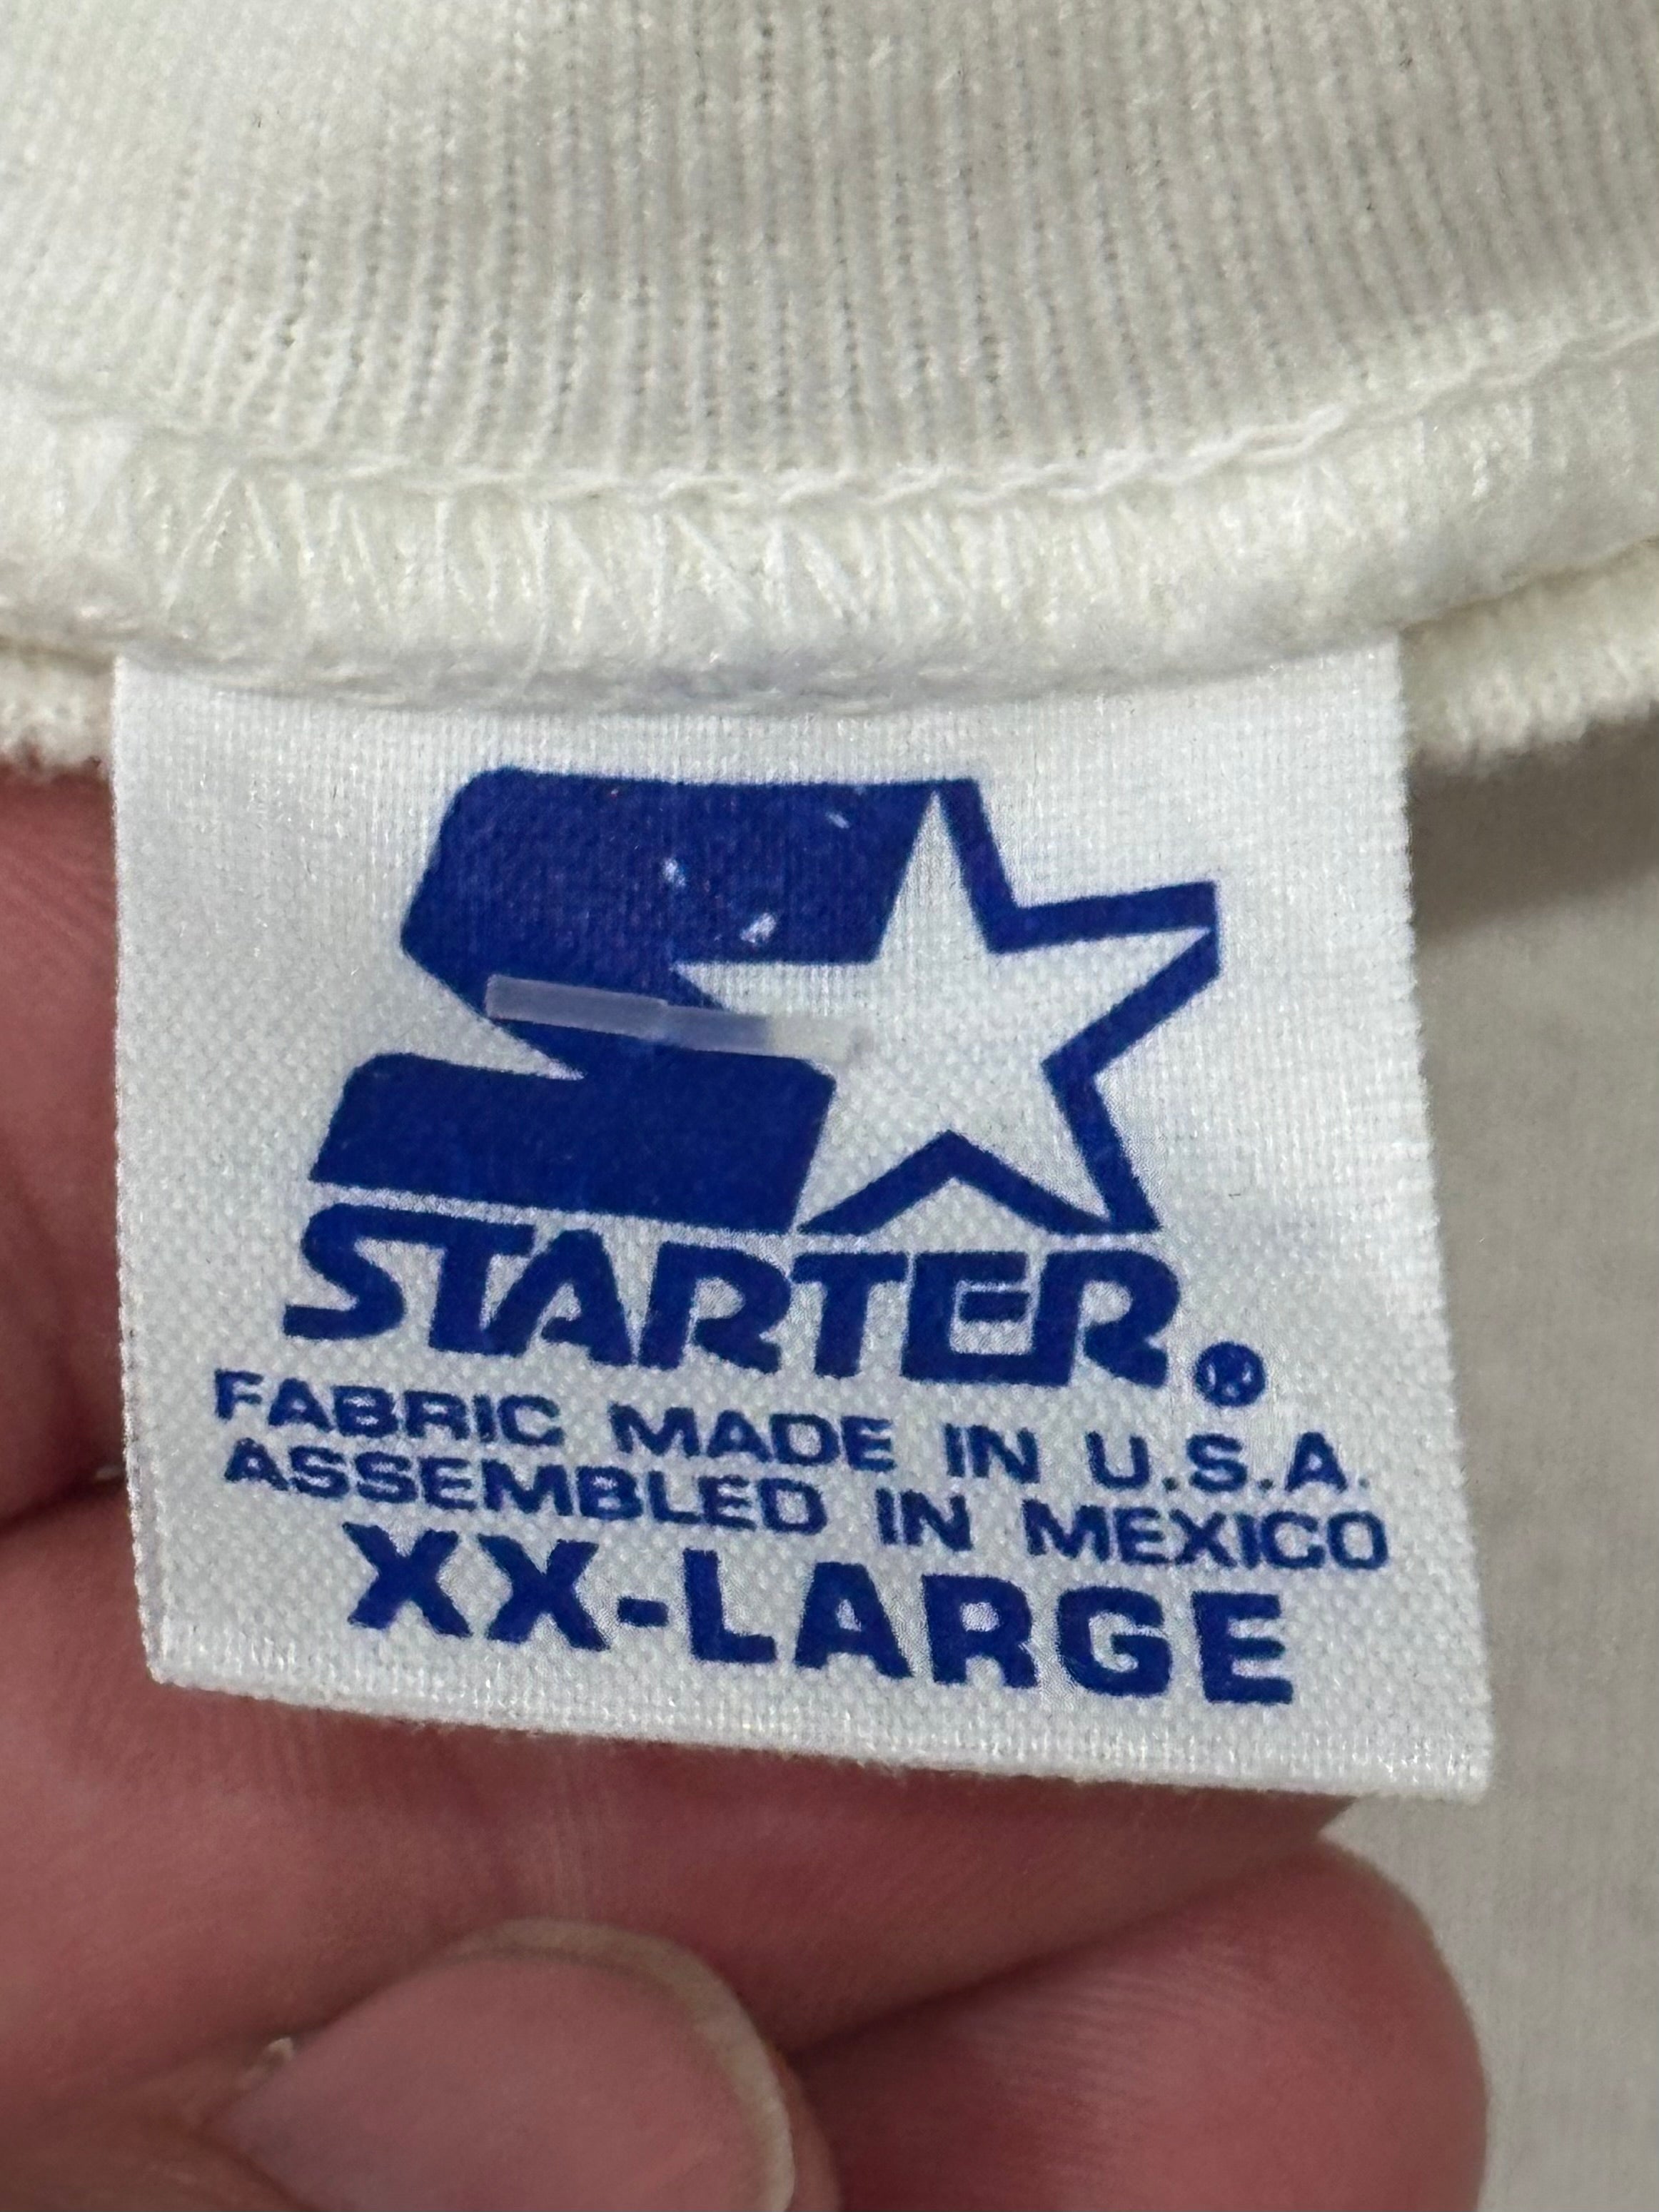 STARTER®
FABRIC MADE IN U.S.A.
ASSEMBLED IN MEXICO
XX-LARGE